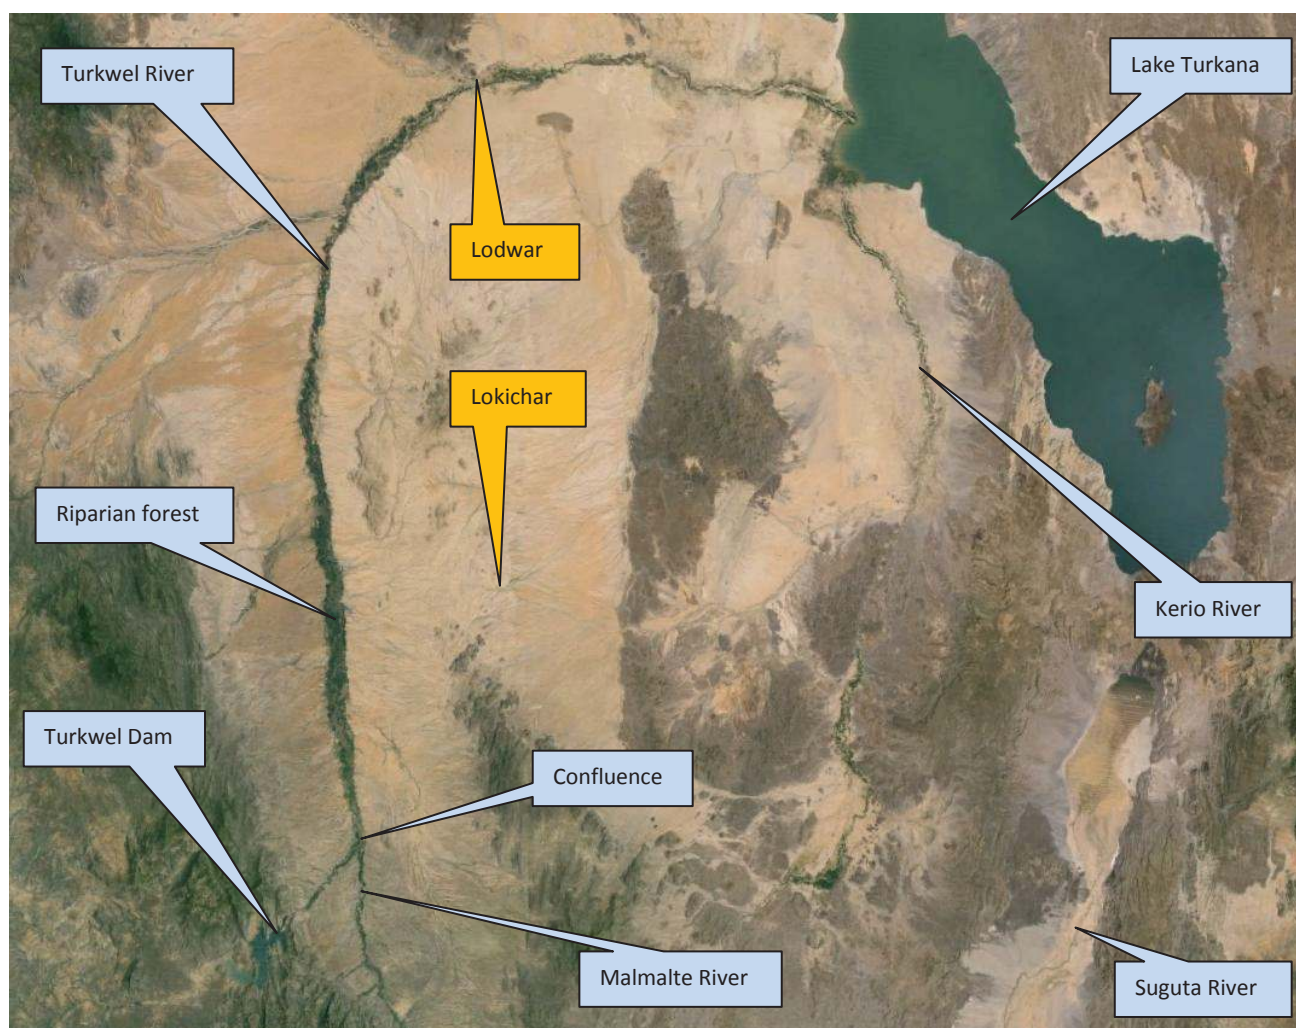 Turkwel River
Lake Turkana
Lodwar
Lokichar
Riparian forest
Kerio River
Turkwel Dam
Confluence
Malmalte River
Suguta River